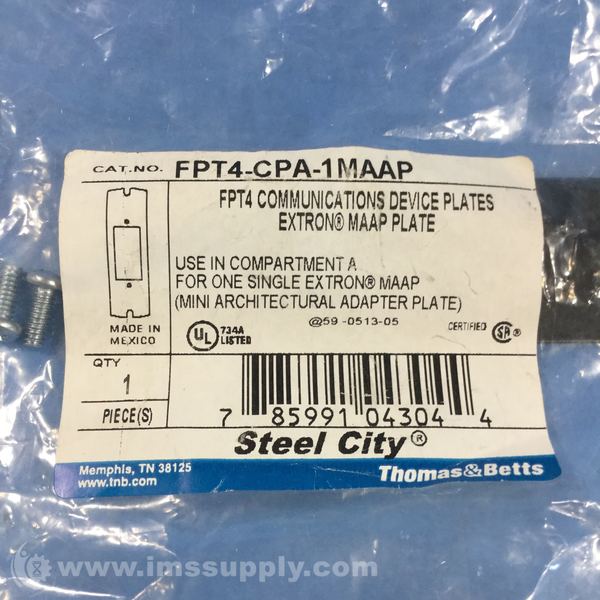 CAT.NO. FPT4-CPA-1MAAP
FPT4 COMMUNICATIONS DEVICE PLATES
EXTRON® MAAP PLATE
USE IN COMPARTMENT A
FOR ONE SINGLE EXTRON® MAAP
(MINI ARCHITECTURAL ADAPTER PLATE)
@59-0513-05
MADE IN
MEXICO
UL 734A
LISTED
CERTIFIED SA®
QTY
1
PIECE(S)
7 85991 04304 4
Steel City®
Memphis, TN 38125
www.tnb.com
Thomas&Betts
© www.imssupply.com